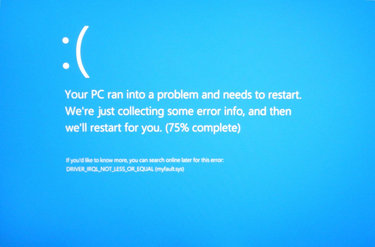 :(
Your PC ran into a problem and needs to restart.
We're just collecting some error info, and then
we'll restart for you. (75% complete)
If you'd like to know more, you can search online later for this error:
DRIVER_IRQL_NOT_LESS_OR_EQUAL (myfault.sys)